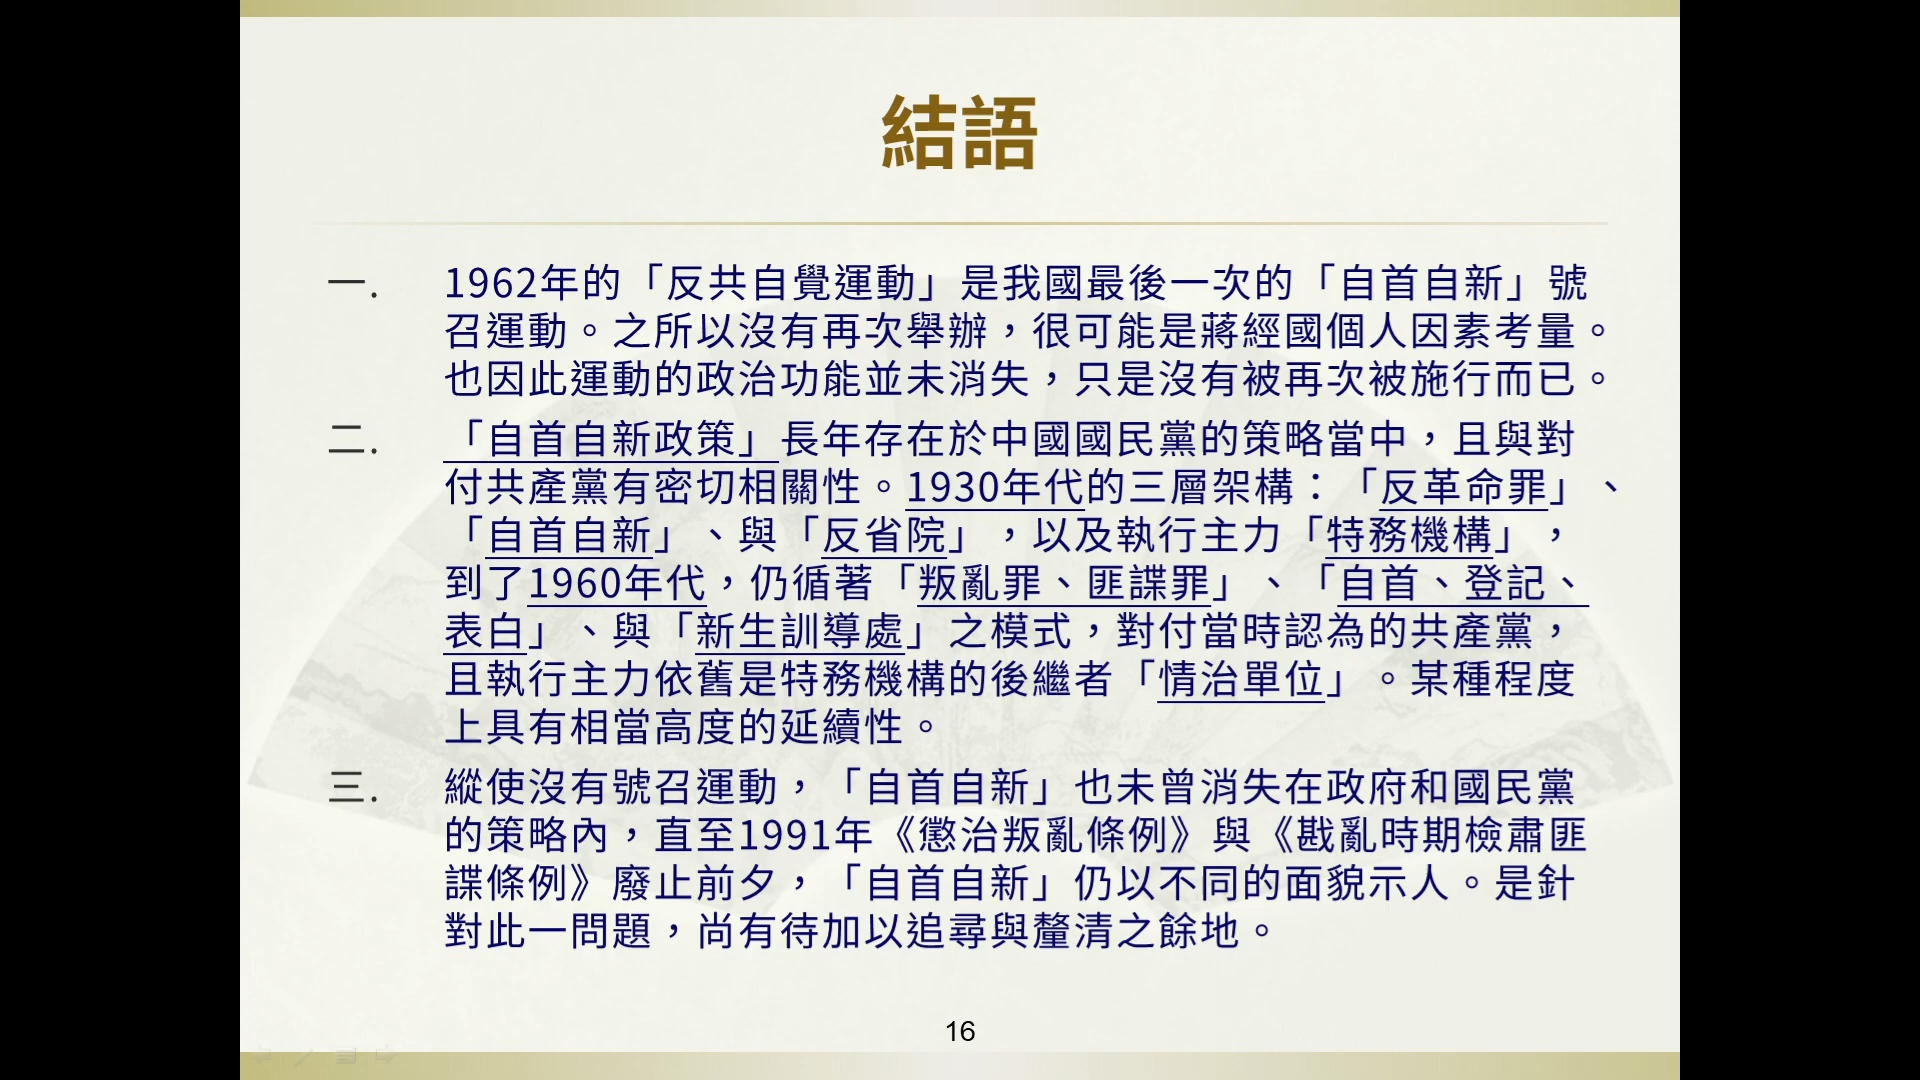 結語
一. 1962年的「反共自覺運動」是我國最後一次的「自首自新」號
召運動。之所以沒有再次舉辦，很可能是蔣經國個人因素考量。
也因此運動的政治功能並未消失，只是沒有被再次被施行而已。
二. 「自首自新政策」長年存在於中國國民黨的策略當中，且與對
付共產黨有密切相關性。1930年代的三層架構：「反革命罪」、
「自首自新」、與「反省院」，以及執行主力「特務機構」，
到了1960年代，仍循著「叛亂罪、匪諜罪」、「自首、登記、
表白」、與「新生訓導處」之模式，對付當時認為的共產黨，
且執行主力依舊是特務機構的後繼者「情治單位」。某種程度
上具有相當高度的延續性。
三. 縱使沒有號召運動，「自首自新」也未曾消失在政府和國民黨
的策略內，直至1991年《懲治叛亂條例》與《戡亂時期檢肅匪
諜條例》廢止前夕，「自首自新」仍以不同的面貌示人。是針
對此一問題，尚有待加以追尋與釐清之餘地。
16